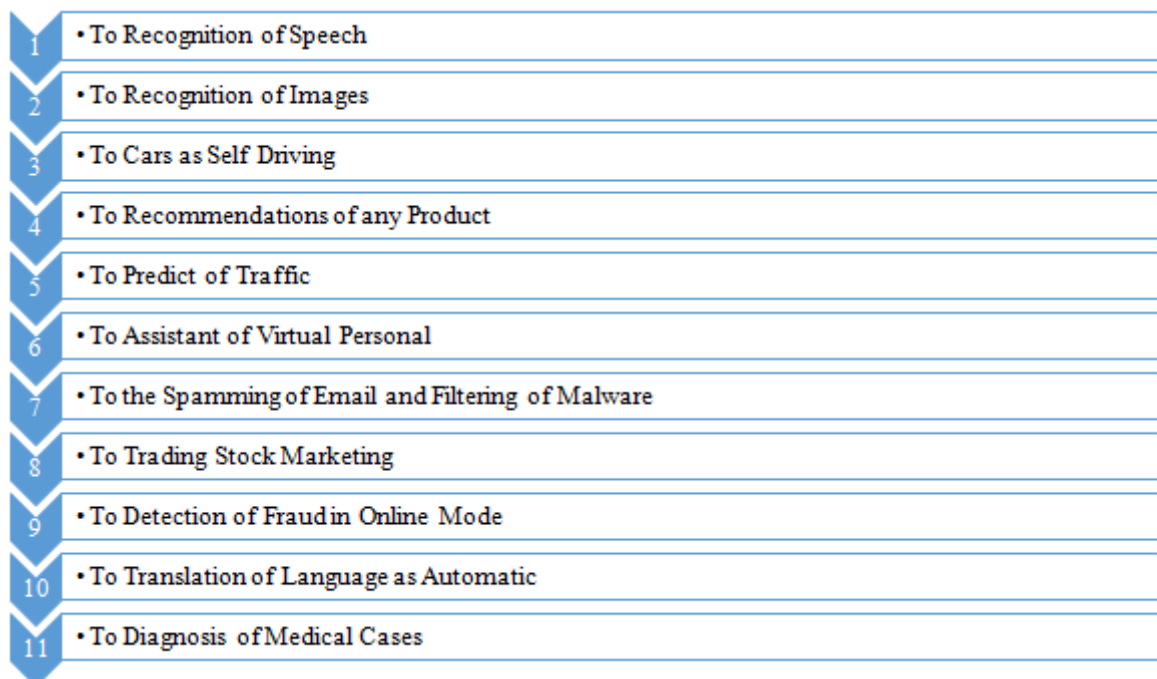 1 • To Recognition of Speech
2 • To Recognition of Images
3 • To Cars as Self Driving
4 • To Recommendations of any Product
5 • To Predict of Traffic
6 • To Assistant of Virtual Personal
7 • To the Spamming of Email and Filtering of Malware
8 • To Trading Stock Marketing
9 • To Detection of Fraud in Online Mode
10 • To Translation of Language as Automatic
11 • To Diagnosis of Medical Cases